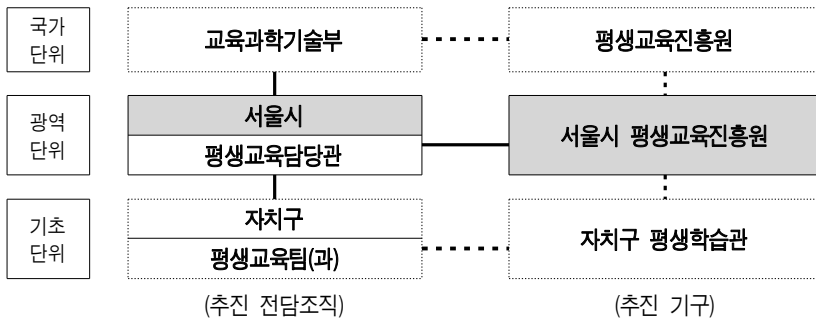 국가
단위
교육과학기술부
평생교육진흥원
광역
단위
서울시
평생교육담당관
서울시 평생교육진흥원
기초
단위
자치구
평생교육팀(과)
자치구 평생학습관
(추진 전담조직)
(추진 기구)